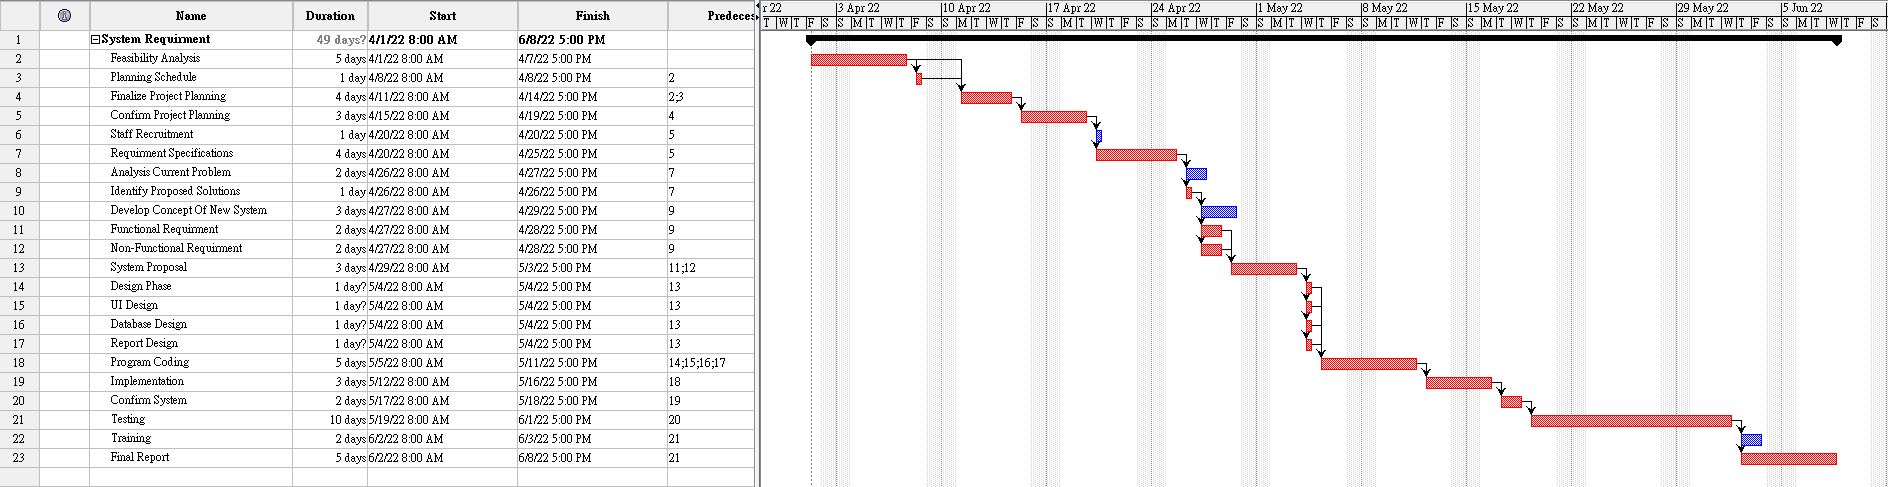 Name Duration Start Finish Predeces
r 22 3 Apr 22 10 Apr 22 17 Apr 22 24 Apr 22 1 May 22 8 May 22 15 May 22 22 May 22 29 May 22 5 Jun 22
T W T F S S M T W T F S S M T W T F S S M T W T F S S M T W T F S S M T W T F S S M T W T F S S M T W T F S S M T W T F S S M T W T F S S M T W T F S S M T W T F S
1 System Requirment 49 days? 4/1/22 8:00 AM 6/8/22 5:00 PM
2 Feasibility Analysis 5 days 4/1/22 8:00 AM 4/7/22 5:00 PM
3 Planning Schedule 1 day 4/8/22 8:00 AM 4/8/22 5:00 PM 2
4 Finalize Project Planning 4 days 4/11/22 8:00 AM 4/14/22 5:00 PM 2;3
5 Confirm Project Planning 3 days 4/15/22 8:00 AM 4/19/22 5:00 PM 4
6 Staff Recruitment 1 day 4/20/22 8:00 AM 4/20/22 5:00 PM 5
7 Requirment Specifications 4 days 4/20/22 8:00 AM 4/25/22 5:00 PM 5
8 Analysis Current Problem 2 days 4/26/22 8:00 AM 4/27/22 5:00 PM 7
9 Identify Proposed Solutions 1 day 4/26/22 8:00 AM 4/26/22 5:00 PM 7
10 Develop Concept Of New System 3 days 4/27/22 8:00 AM 4/29/22 5:00 PM 9
11 Functional Requirment 2 days 4/27/22 8:00 AM 4/28/22 5:00 PM 9
12 Non-Functional Requirment 2 days 4/27/22 8:00 AM 4/28/22 5:00 PM 9
13 System Proposal 3 days 4/29/22 8:00 AM 5/3/22 5:00 PM 11;12
14 Design Phase 1 day? 5/4/22 8:00 AM 5/4/22 5:00 PM 13
15 UI Design 1 day? 5/4/22 8:00 AM 5/4/22 5:00 PM 13
16 Database Design 1 day? 5/4/22 8:00 AM 5/4/22 5:00 PM 13
17 Report Design 1 day? 5/4/22 8:00 AM 5/4/22 5:00 PM 13
18 Program Coding 5 days 5/5/22 8:00 AM 5/11/22 5:00 PM 14;15;16;17
19 Implementation 3 days 5/12/22 8:00 AM 5/16/22 5:00 PM 18
20 Confirm System 2 days 5/17/22 8:00 AM 5/18/22 5:00 PM 19
21 Testing 10 days 5/19/22 8:00 AM 6/1/22 5:00 PM 20
22 Training 2 days 6/2/22 8:00 AM 6/3/22 5:00 PM 21
23 Final Report 5 days 6/2/22 8:00 AM 6/8/22 5:00 PM 21